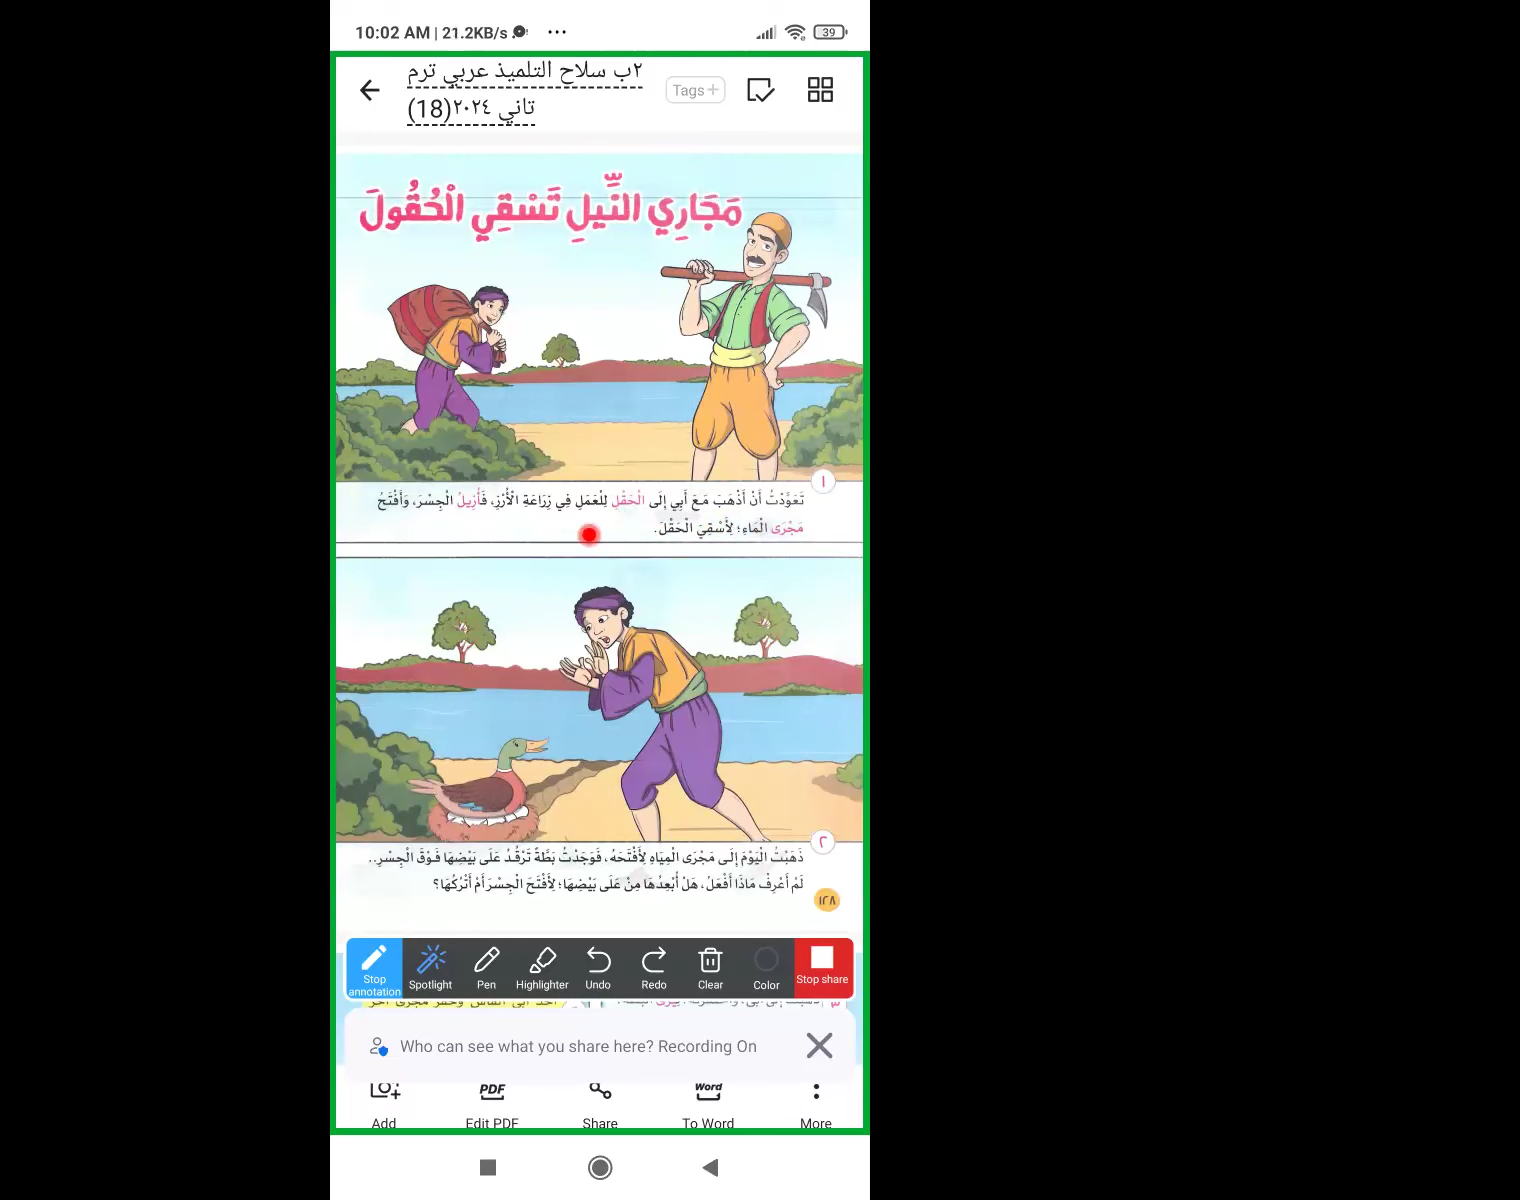 10:02 AM | 21.2KB/s
39
٢ب سلاح التلميذ عربي ترم
تاني ٢٠٢٤(18)
Tags+
مَجَارِي النِّيلِ تَسْقِي الْحُقُولَ
١
تَعَوَّدْتُ أَنْ أَذْهَبَ مَعَ أَبِي إِلَى الْحَقْلِ لِلْعَمَلِ فِي زِرَاعَةِ الْأُرْزِ، فَأُزِيلُ الْجِسْرَ، وَأَفْتَحُ
مَجْرَى الْمَاءِ؛ لِأَسْقِيَ الْحَقْلَ.
٢
ذَهَبْتُ الْيَوْمَ إِلَى مَجْرَى الْمِيَاهِ لِأَفْتَحَهُ، فَوَجَدْتُ بَطَّةً تَرْقُدُ عَلَى بَيْضِهَا فَوْقَ الْجِسْرِ..
لَمْ أَعْرِفْ مَاذَا أَفْعَلُ، هَلْ أُبْعِدُهَا مِنْ عَلَى بَيْضِهَا؛ لِأَفْتَحَ الْجِسْرَ أَمْ أَتْرُكُهَا؟
١٢٨
Stop annotation
Spotlight
Pen
Highlighter
Undo
Redo
Clear
Color
Stop share
Who can see what you share here? Recording On
Add
Edit PDF
Share
To Word
More